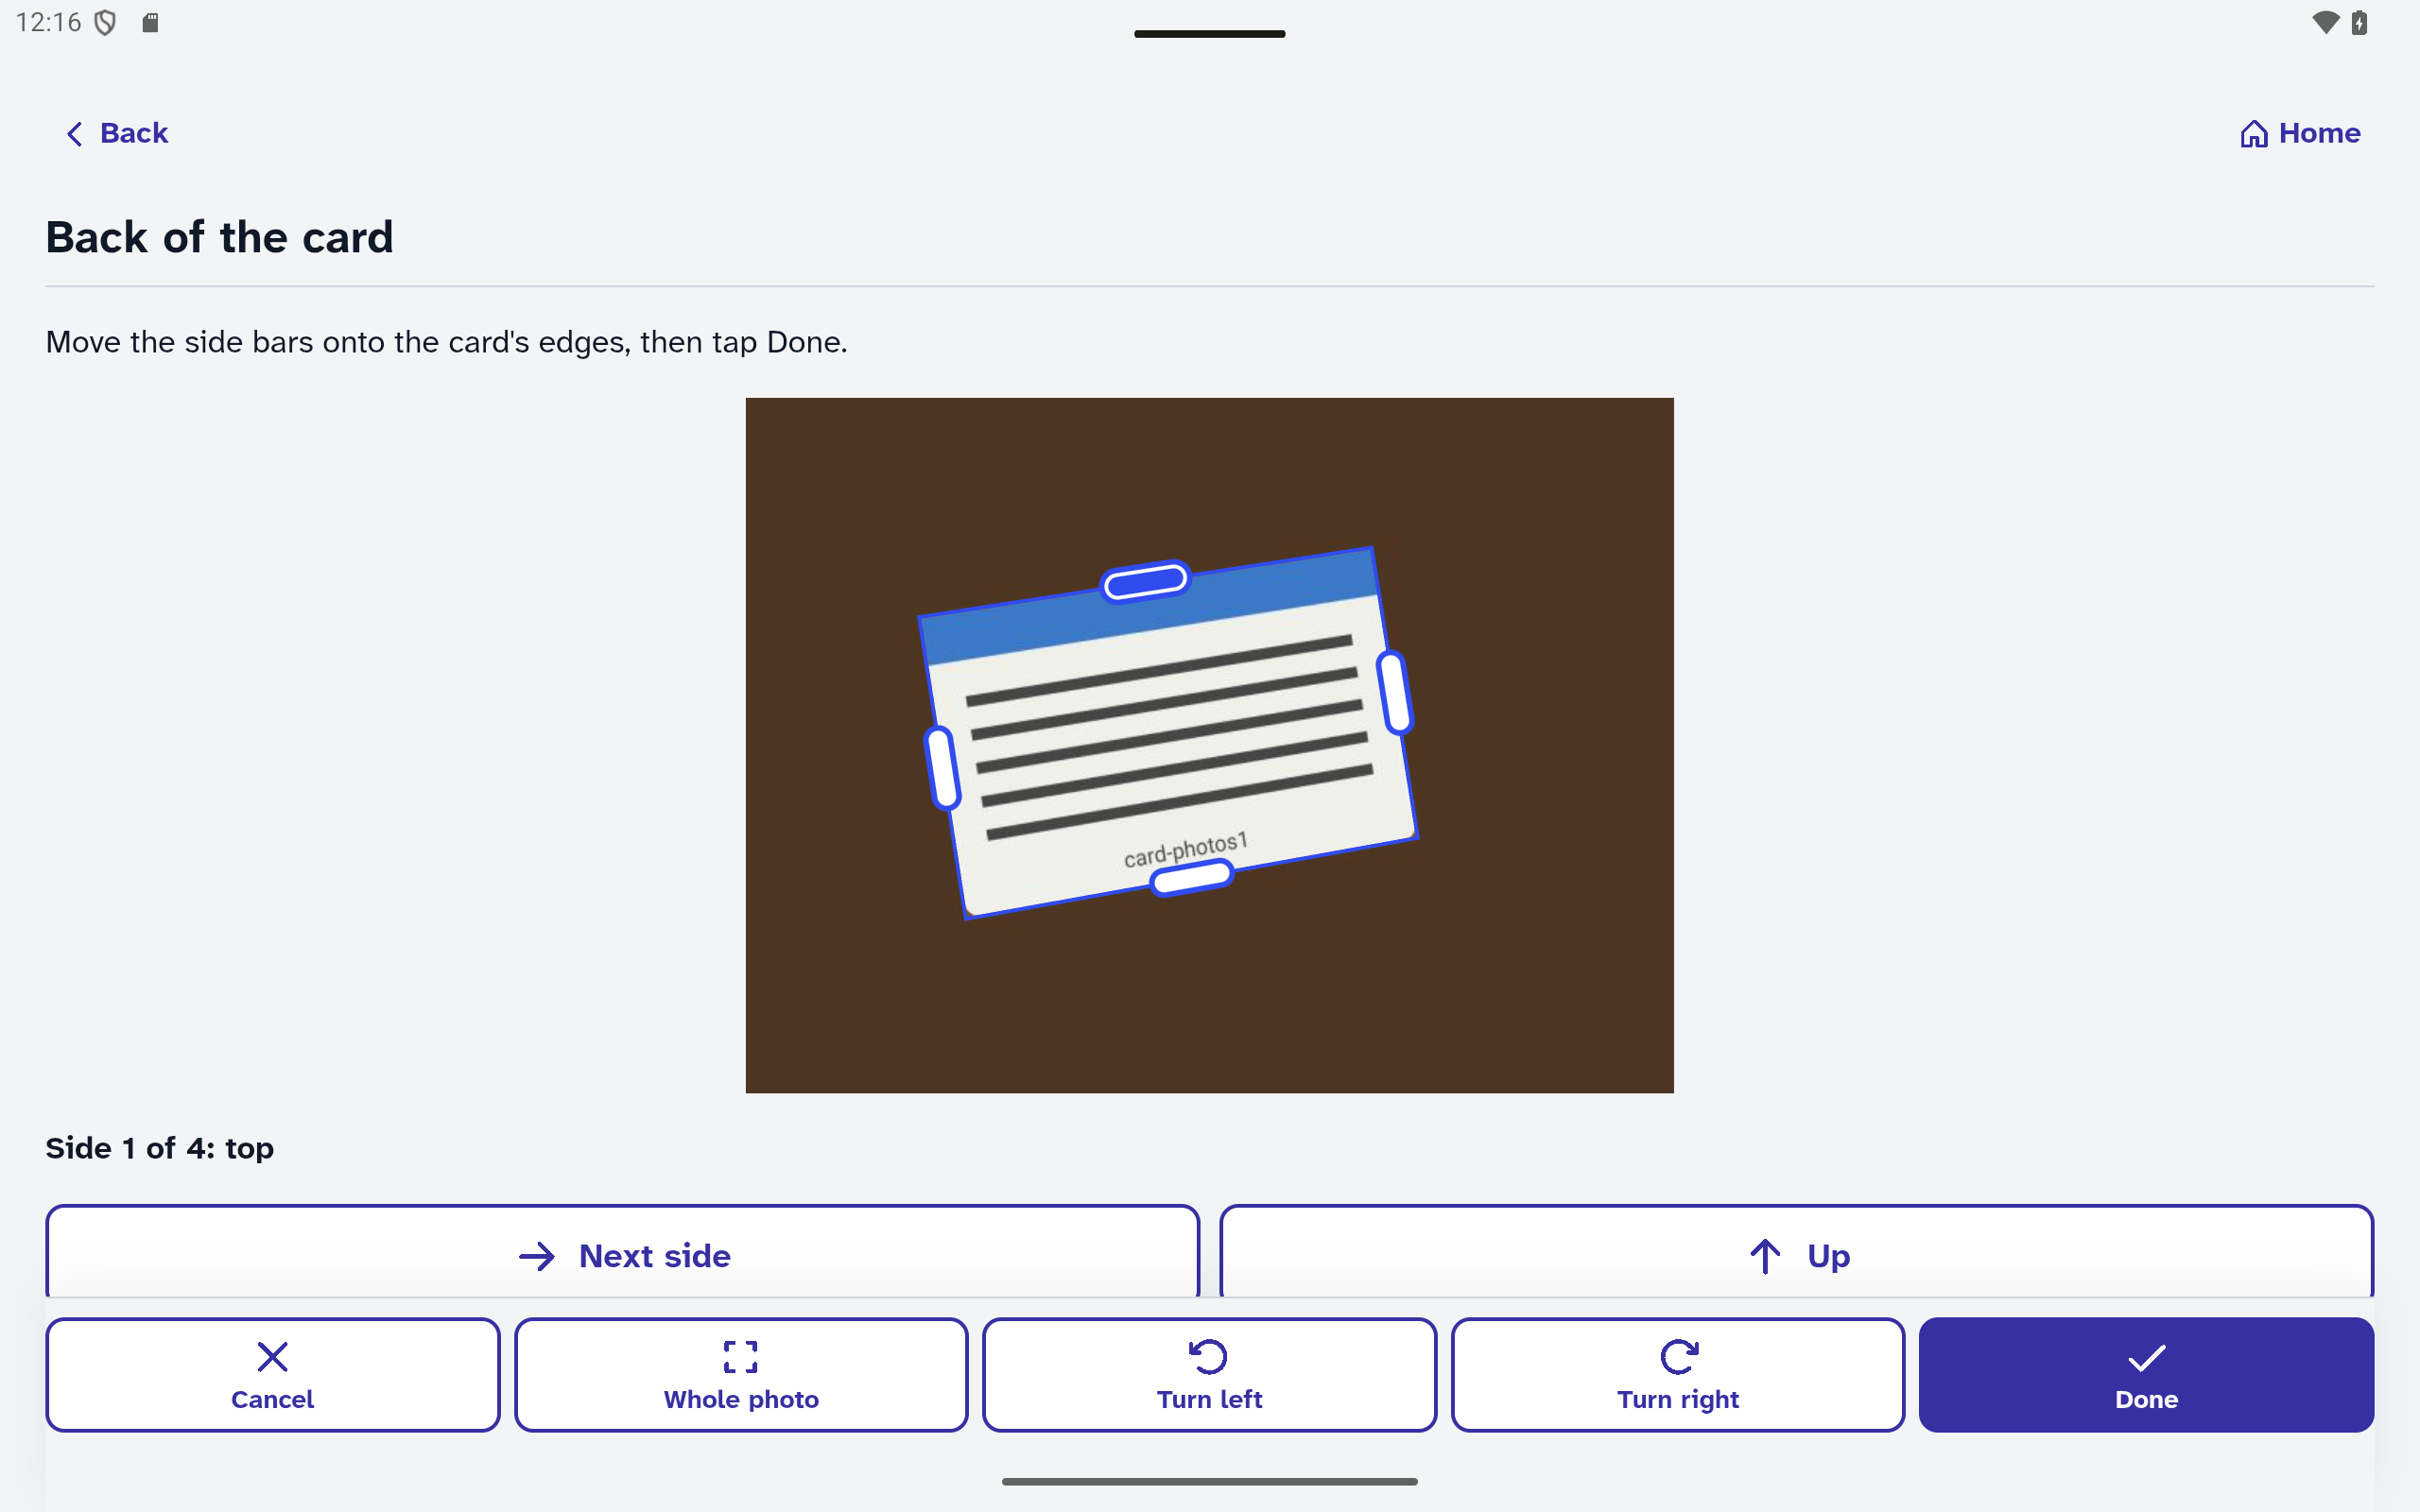 12:16
Back
Home
Back of the card
Move the side bars onto the card's edges, then tap Done.
card-photos1
Side 1 of 4: top
Next side
Up
Cancel
Whole photo
Turn left
Turn right
Done